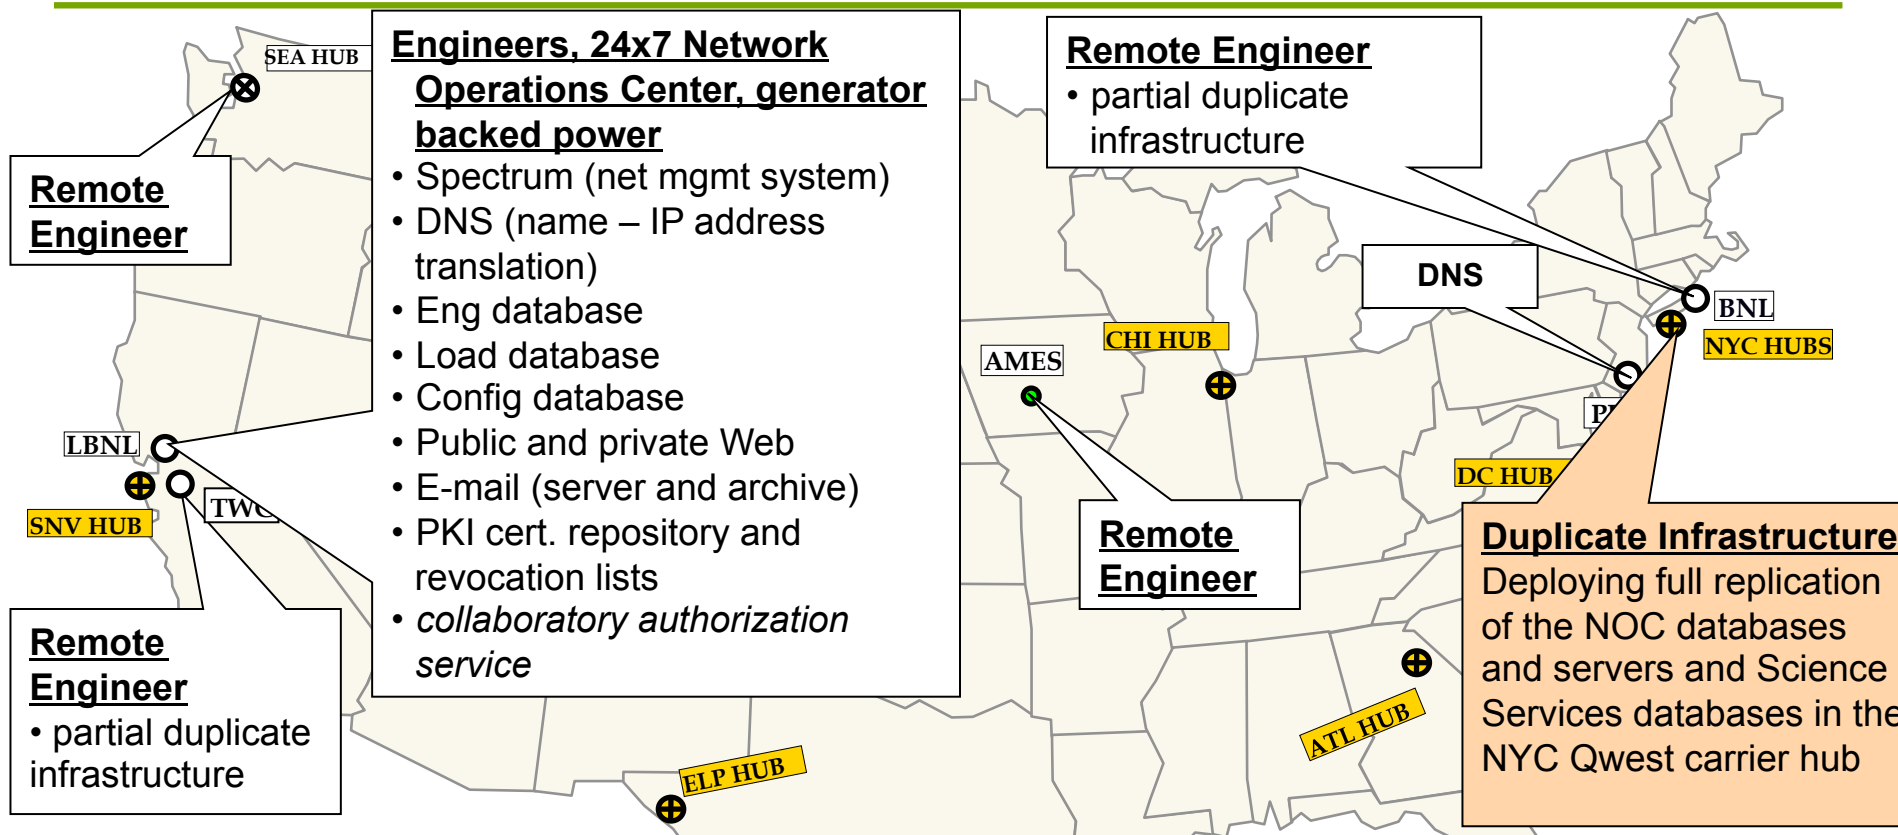 SEA HUB
Engineers, 24x7 Network
Operations Center, generator
backed power
• Spectrum (net mgmt system)
• DNS (name – IP address
translation)
• Eng database
• Load database
• Config database
• Public and private Web
• E-mail (server and archive)
• PKI cert. repository and
revocation lists
• collaboratory authorization
service
Remote Engineer
• partial duplicate
infrastructure
Remote
Engineer
DNS
BNL
NYC HUBS
CHI HUB
AMES
LBNL
TWC
SNV HUB
DC HUB
Remote
Engineer
Duplicate Infrastructure
Deploying full replication
of the NOC databases
and servers and Science
Services databases in the
NYC Qwest carrier hub
Remote
Engineer
• partial duplicate
infrastructure
ATL HUB
ELP HUB